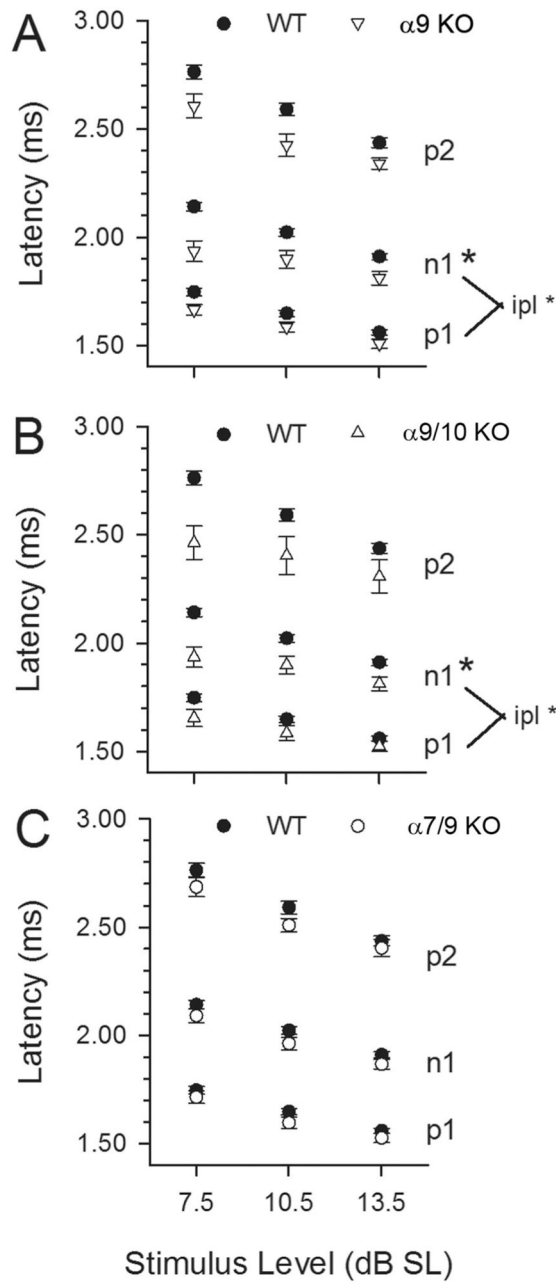 A
WT α9 KO
3.00
2.50
2.00
1.50
Latency (ms)
p2
n1*
p1
ipl *
B
WT α9/10 KO
3.00
2.50
2.00
1.50
Latency (ms)
p2
n1*
p1
ipl *
C
WT α7/9 KO
3.00
2.50
2.00
1.50
Latency (ms)
p2
n1
p1
7.5 10.5 13.5
Stimulus Level (dB SL)